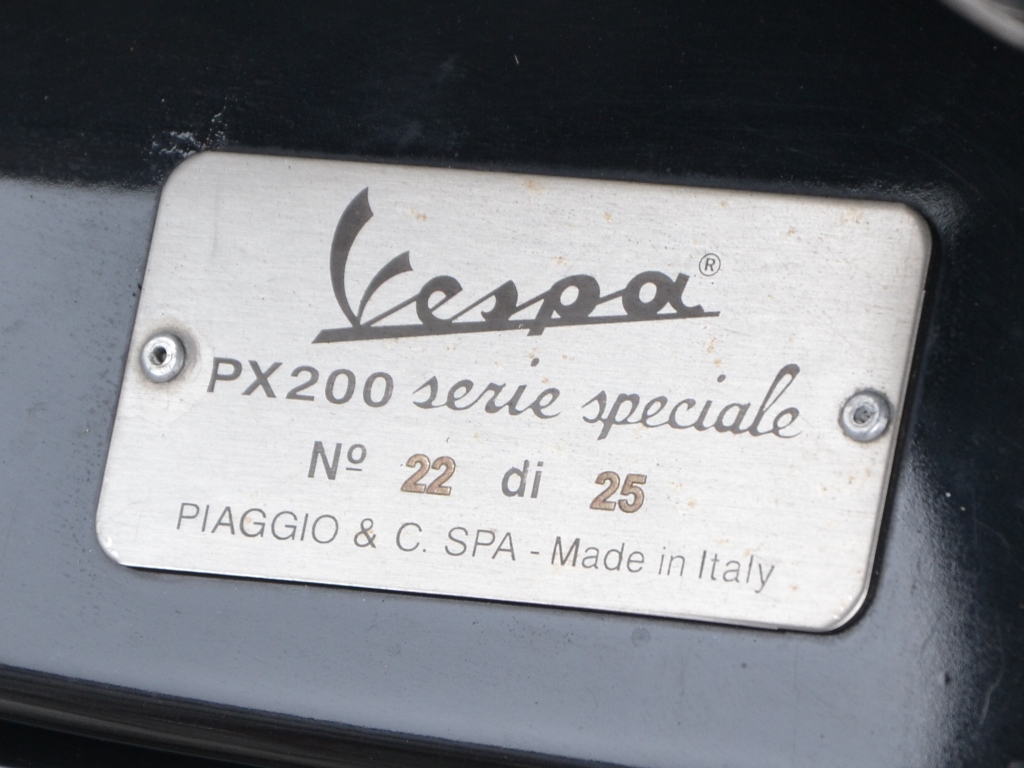 Vespa®
PX200 serie speciale
Nº 22 di 25
PIAGGIO & C. SPA - Made in Italy